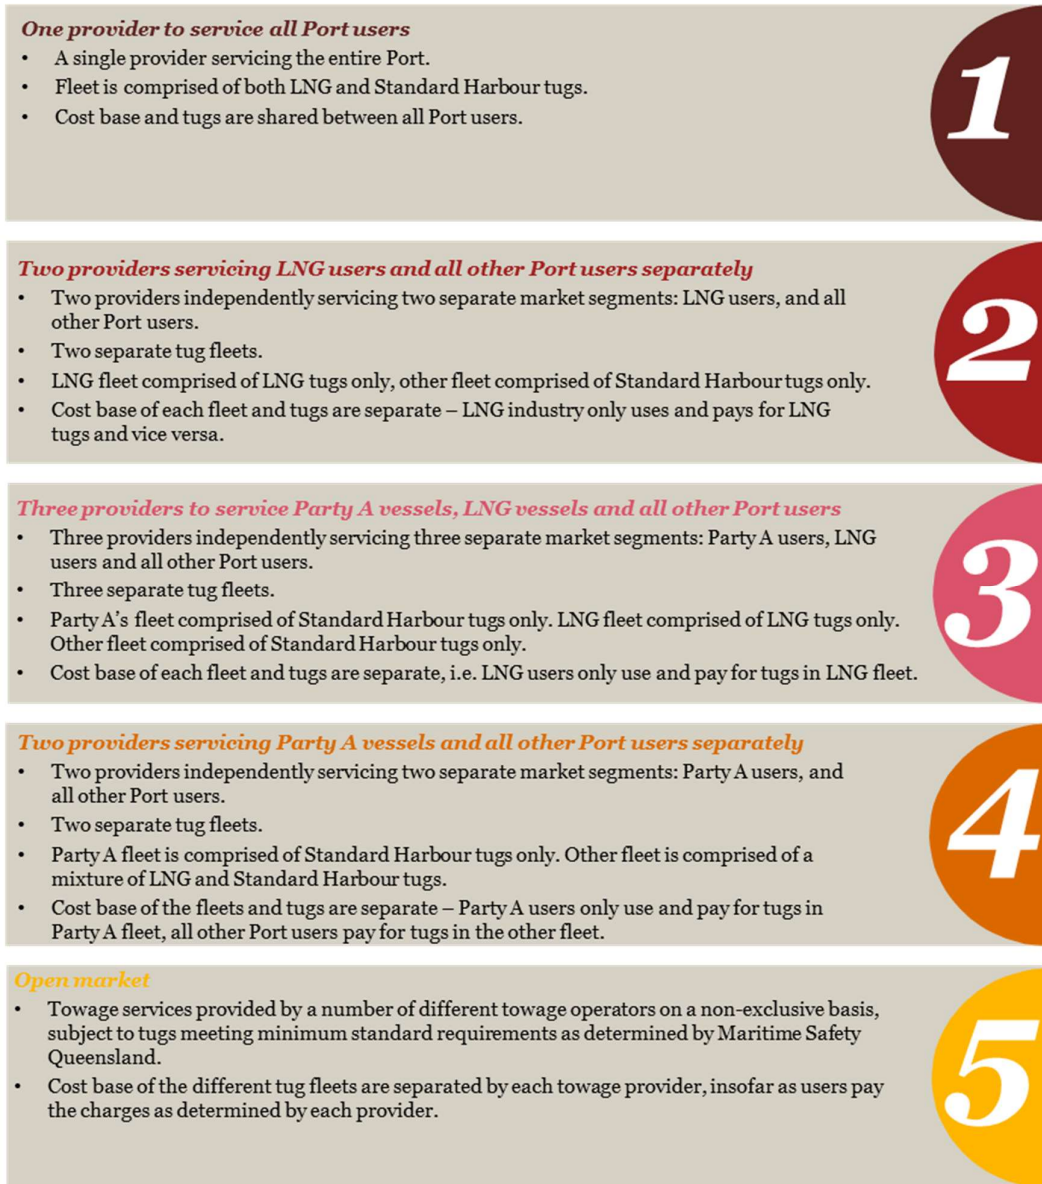 One provider to service all Port users
• A single provider servicing the entire Port.
• Fleet is comprised of both LNG and Standard Harbour tugs.
• Cost base and tugs are shared between all Port users.
1
Two providers servicing LNG users and all other Port users separately
• Two providers independently servicing two separate market segments: LNG users, and all
other Port users.
• Two separate tug fleets.
• LNG fleet comprised of LNG tugs only, other fleet comprised of Standard Harbour tugs only.
• Cost base of each fleet and tugs are separate – LNG industry only uses and pays for LNG
tugs and vice versa.
2
Three providers to service Party A vessels, LNG vessels and all other Port users
• Three providers independently servicing three separate market segments: Party A users, LNG
users and all other Port users.
• Three separate tug fleets.
• Party A's fleet comprised of Standard Harbour tugs only. LNG fleet comprised of LNG tugs only.
Other fleet comprised of Standard Harbour tugs only.
• Cost base of each fleet and tugs are separate, i.e. LNG users only use and pay for tugs in LNG fleet.
3
Two providers servicing Party A vessels and all other Port users separately
• Two providers independently servicing two separate market segments: Party A users, and
all other Port users.
• Two separate tug fleets.
• Party A fleet is comprised of Standard Harbour tugs only. Other fleet is comprised of a
mixture of LNG and Standard Harbour tugs.
• Cost base of the fleets and tugs are separate – Party A users only use and pay for tugs in
Party A fleet, all other Port users pay for tugs in the other fleet.
4
Open market
• Towage services provided by a number of different towage operators on a non-exclusive basis,
subject to tugs meeting minimum standard requirements as determined by Maritime Safety
Queensland.
• Cost base of the different tug fleets are separated by each towage provider, insofar as users pay
the charges as determined by each provider.
5